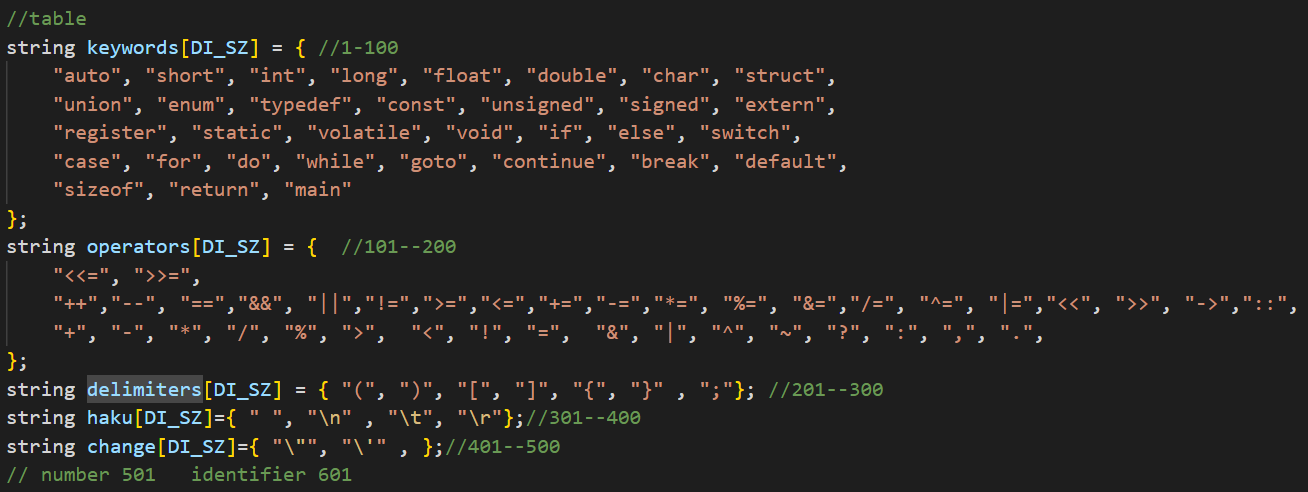 //table
string keywords[DI_SZ] = { //1-100
    "auto", "short", "int", "long", "float", "double", "char", "struct",
    "union", "enum", "typedef", "const", "unsigned", "signed", "extern",
    "register", "static", "volatile", "void", "if", "else", "switch",
    "case", "for", "do", "while", "goto", "continue", "break", "default",
    "sizeof", "return", "main"
};
string operators[DI_SZ] = {  //101--200
    "<<=", ">>=",
    "++","--", "==","&&", "||","!=",">=","<=","+=","-=","*=", "%=", "&=","/=", "^=", "|=","<<", ">>", "->","::",
    "+", "-", "*", "/", "%", ">",  "<", "!", "=",  "&", "|", "^", "~", "?", ":", ",", ".",
};
string delimiters[DI_SZ] = { "(", ")", "[", "]", "{", "}" , ";"}; //201--300
string haku[DI_SZ]={ " ", "\n" , "\t", "\r"};//301--400
string change[DI_SZ]={ "\"", "\'" , };//401--500
// number 501   identifier 601